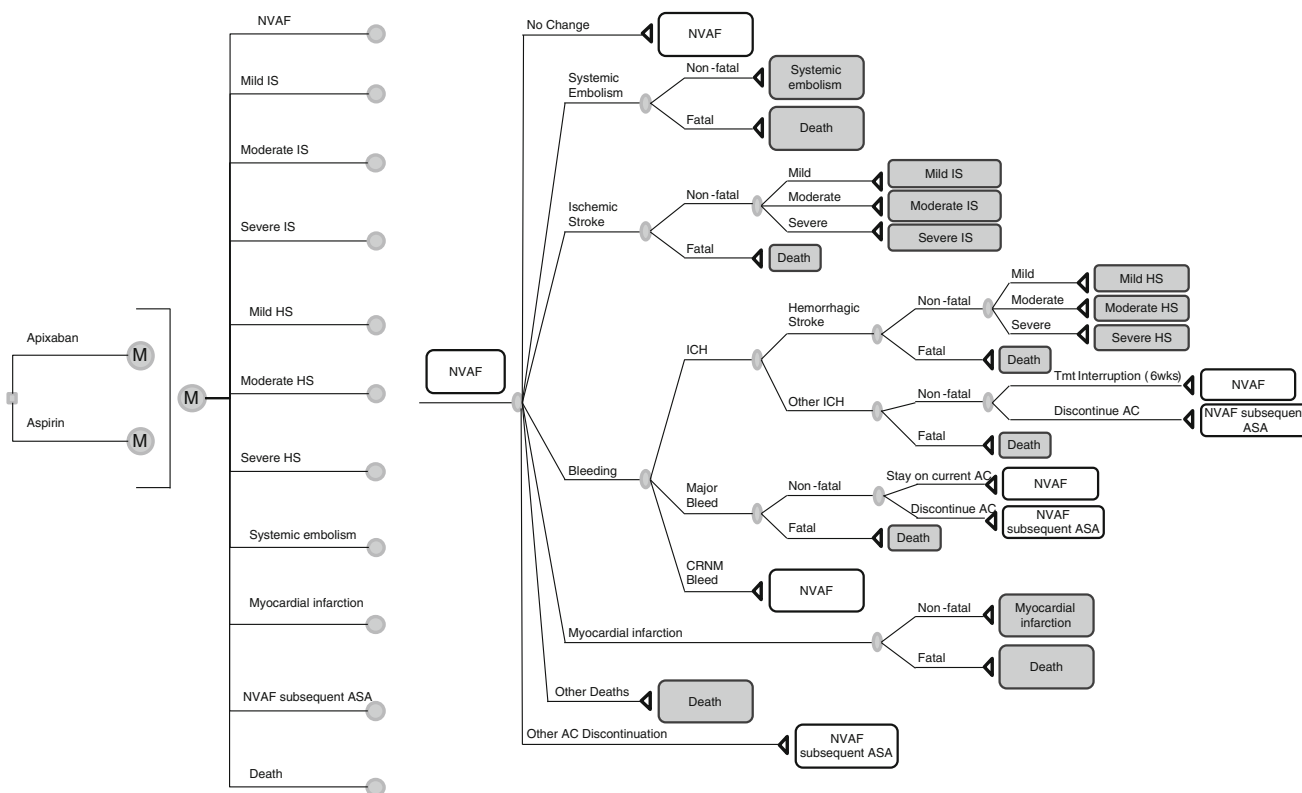 Apixaban
M
Aspirin
M
M
NVAF
Mild IS
Moderate IS
Severe IS
Mild HS
Moderate HS
Severe HS
Systemic embolism
Myocardial infarction
NVAF subsequent ASA
Death
NVAF
No Change
NVAF
Systemic
Embolism
Non-fatal
Systemic
embolism
Fatal
Death
Ischemic
Stroke
Non-fatal
Mild
Mild IS
Moderate
Moderate IS
Severe
Severe IS
Fatal
Death
Bleeding
ICH
Hemorrhagic
Stroke
Non-fatal
Mild
Mild HS
Moderate
Moderate HS
Severe
Severe HS
Fatal
Death
Other ICH
Non-fatal
Tmt Interruption (6wks)
NVAF
Discontinue AC
NVAF subsequen
ASA
Fatal
Death
Major
Bleed
Non-fatal
Stay on current AC
NVAF
Discontinue AC
NVAF
subsequent ASA
Fatal
Death
CRNM
Bleed
NVAF
Myocardial infarction
Non-fatal
Myocardial
infarction
Fatal
Death
Other Deaths
Death
Other AC Discontinuation
NVAF
subsequent ASA